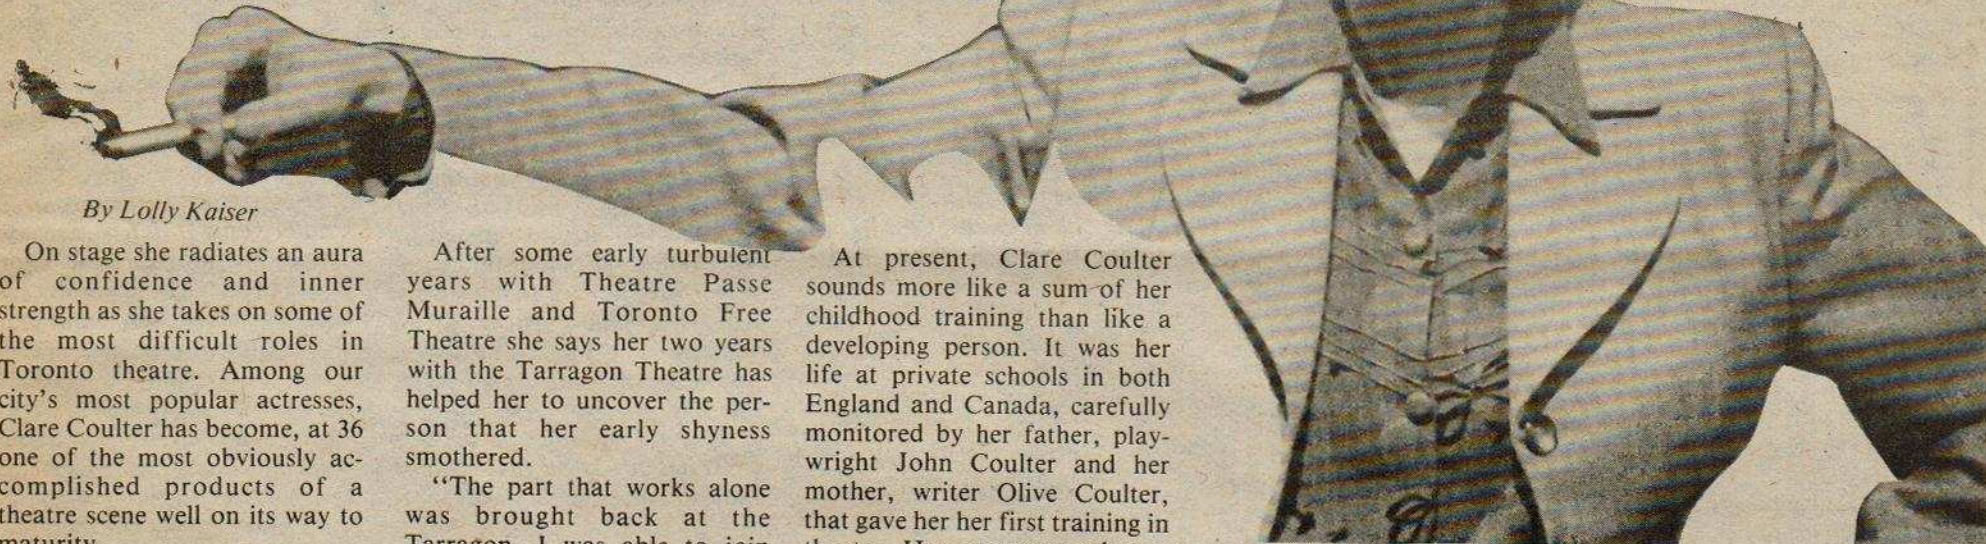 By Lolly Kaiser
On stage she radiates an aura
of confidence and inner
strength as she takes on some of
the most difficult roles in
Toronto theatre. Among our
city's most popular actresses,
Clare Coulter has become, at 36
one of the most obviously ac-
complished products of a
theatre scene well on its way to
maturity.
After some early turbulent
years with Theatre Passe
Muraille and Toronto Free
Theatre she says her two years
with the Tarragon Theatre has
helped her to uncover the per-
son that her early shyness
smothered.
“The part that works alone
was brought back at the
Tarragon. I was able to join
At present, Clare Coulter
sounds more like a sum of her
childhood training than like a
developing person. It was her
life at private schools in both
England and Canada, carefully
monitored by her father, play-
wright John Coulter and her
mother, writer Olive Coulter,
that gave her her first training in